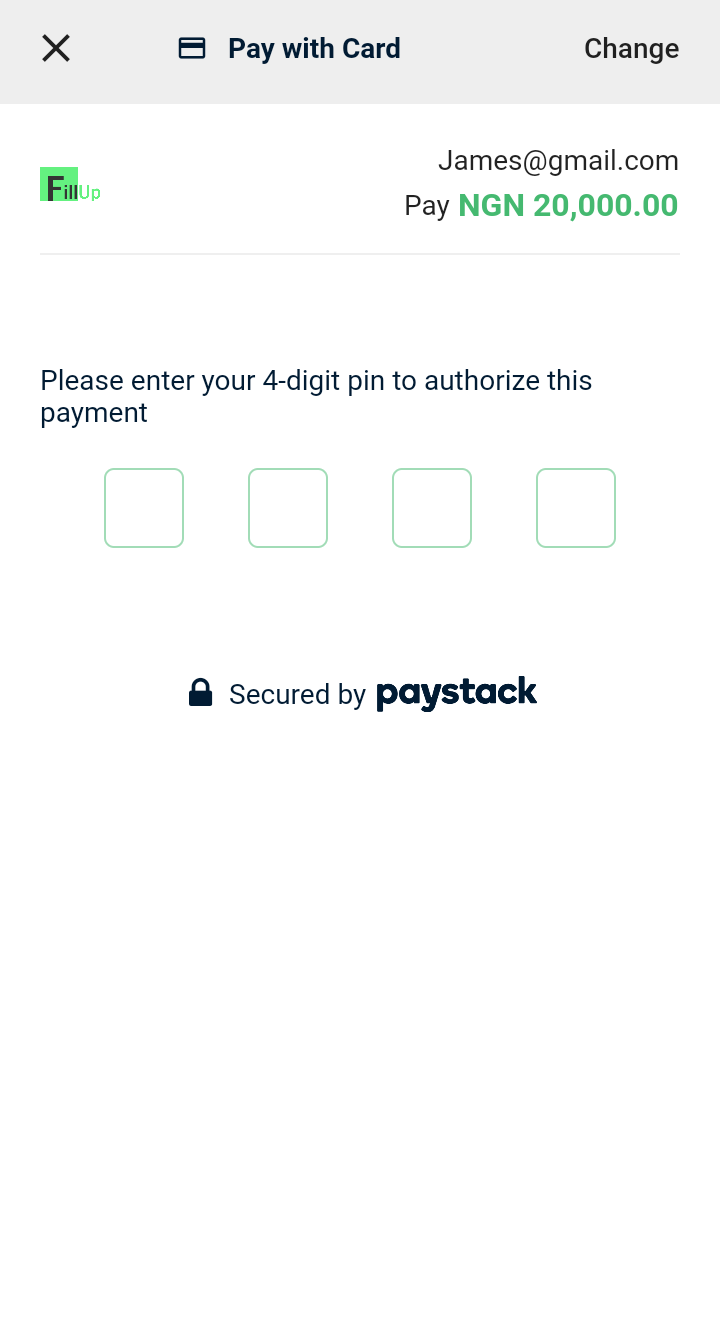 Pay with Card
Change
FillUp
James@gmail.com
Pay NGN 20,000.00
Please enter your 4-digit pin to authorize this
payment
Secured by paystack